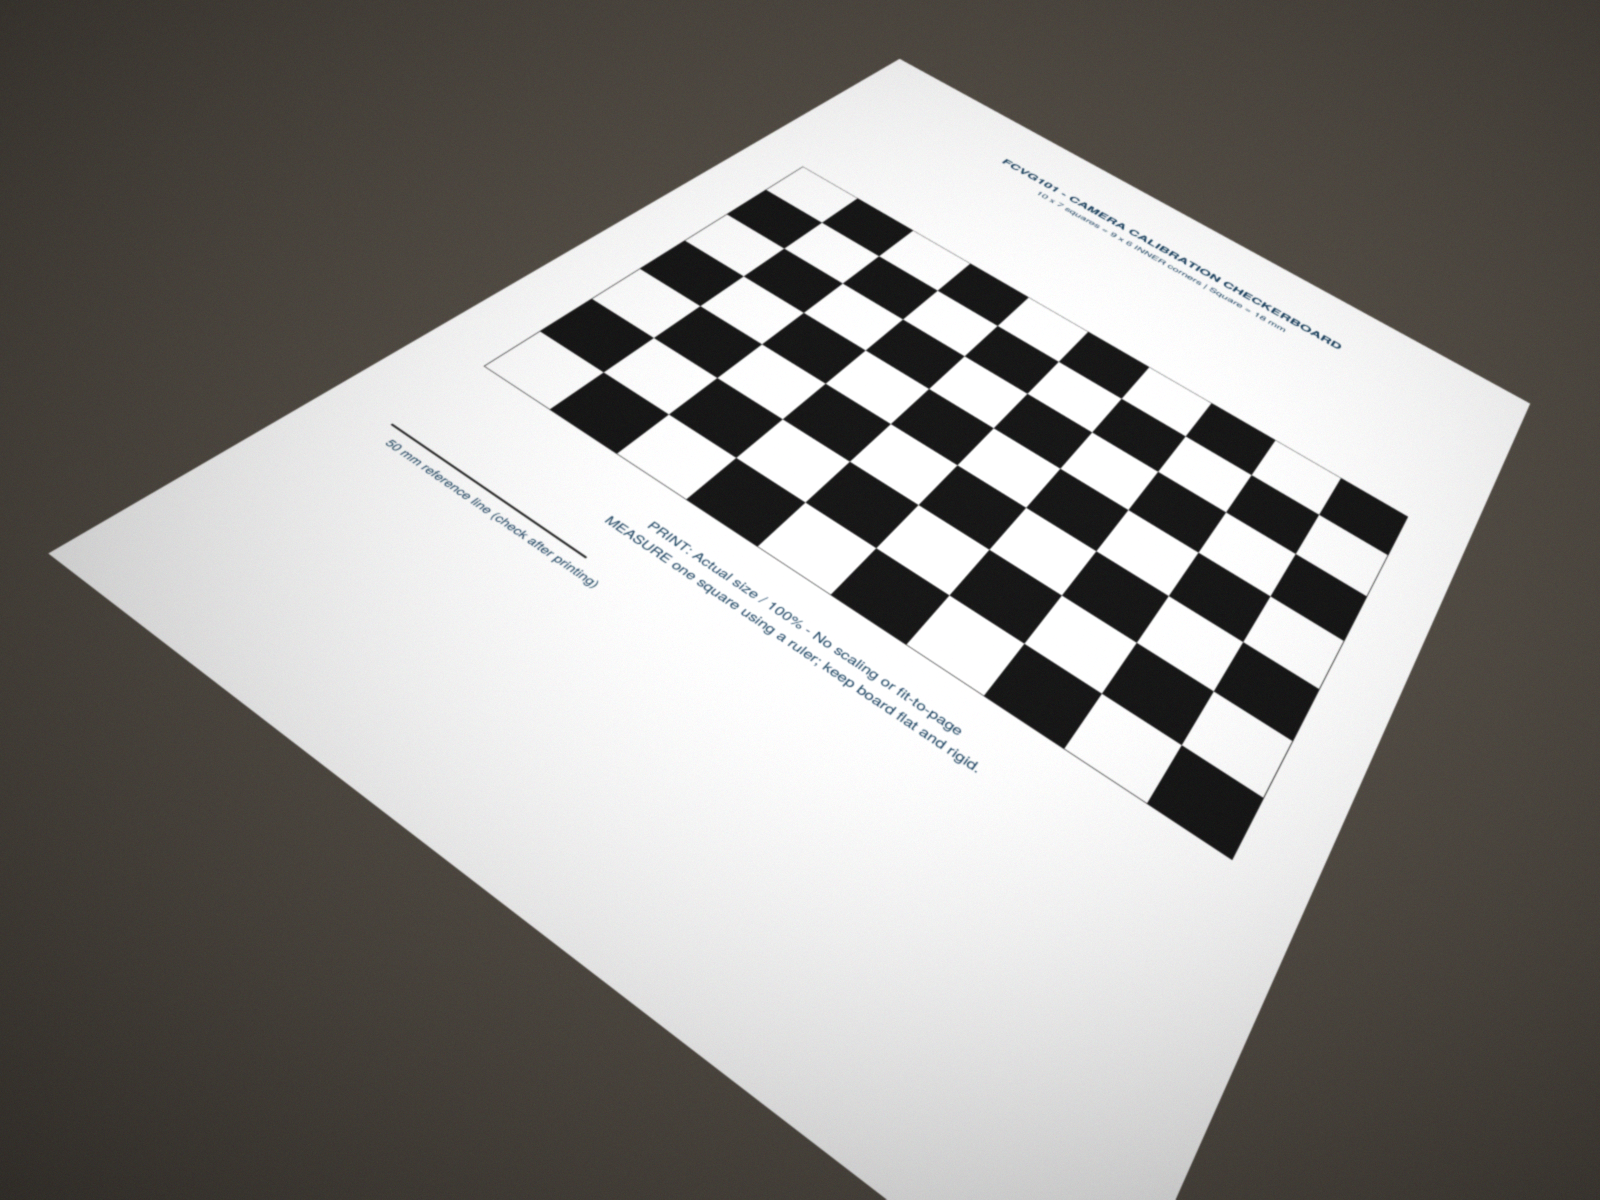 FCVG101 - CAMERA CALIBRATION CHECKERBOARD
10 x 7 squares = 9 x 6 INNER corners | Square = 18 mm
50 mm reference line (check after printing)
PRINT: Actual size / 100% - No scaling or fit-to-page
MEASURE one square using a ruler; keep board flat and rigid.